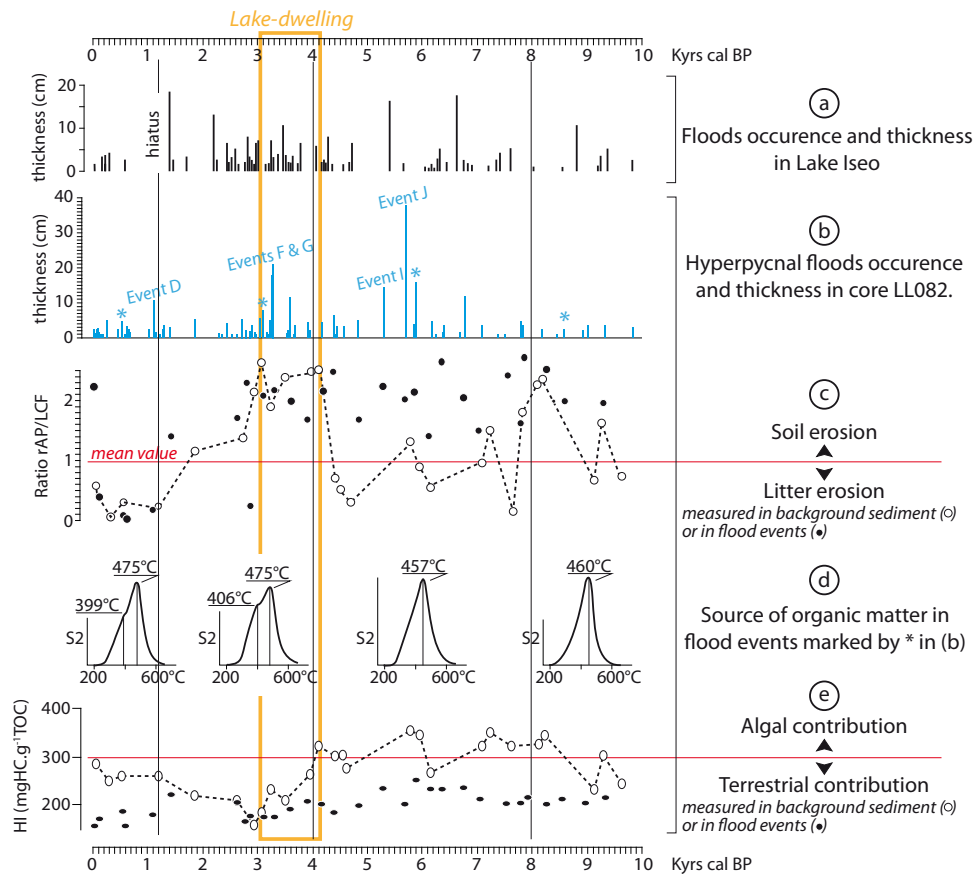 Lake-dwelling
0 1 2 3 4 5 6 7 8 9 10 Kyrs cal BP
thickness (cm)
20
10
0
hiatus
a
Floods occurence and thickness
in Lake Iseo
thickness (cm)
40
30
20
10
0
Event D
*
Events F & G
*
Event I
Event J
*
*
b
Hyperpycnal floods occurence
and thickness in core LL082.
Ratio rAP/LCF
2
1
0
mean value
c
Soil erosion
Litter erosion
measured in background sediment (○)
or in flood events (●)
475°C
399°C
S2
200 600°C
475°C
406°C
S2
200 600°C
457°C
S2
200 600°C
460°C
S2
200 600°C
d
Source of organic matter in
flood events marked by * in (b)
HI (mgHC.g-1TOC)
400
300
200
e
Algal contribution
Terrestrial contribution
measured in background sediment (○)
or in flood events (●)
0 1 2 3 4 5 6 7 8 9 10 Kyrs cal BP